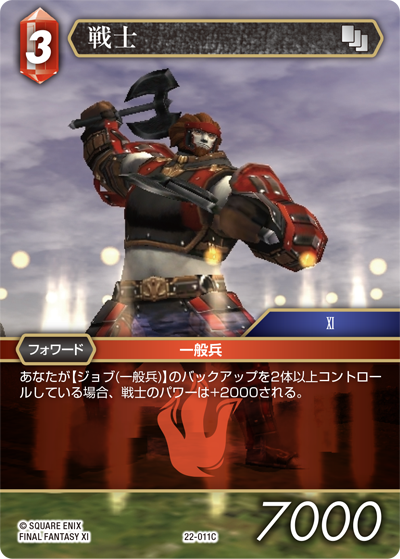 3
戦士
XI
フォワード
一般兵
あなたが【ジョブ(一般兵)】のバックアップを2体以上コントロー
ルしている場合、戦士のパワーは+2000される。
© SQUARE ENIX
FINAL FANTASY XI
22-011C
7000